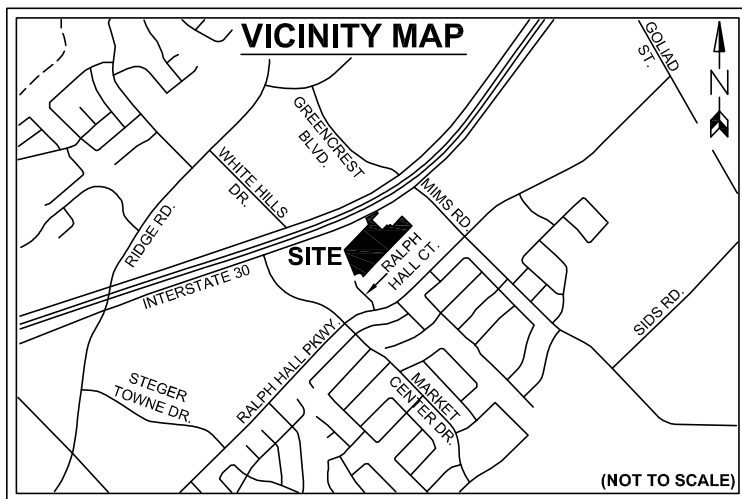 VICINITY MAP
GOLIAD
ST.
N
GREENCREST
BLVD.
WHITE HILLS
DR.
MIMS RD.
RIDGE RD.
SITE
RALPH
HALL CT.
INTERSTATE 30
SIDS RD.
RALPH HALL PKWY.
STEGER
TOWNE DR.
MARKET
CENTER DR.
(NOT TO SCALE)